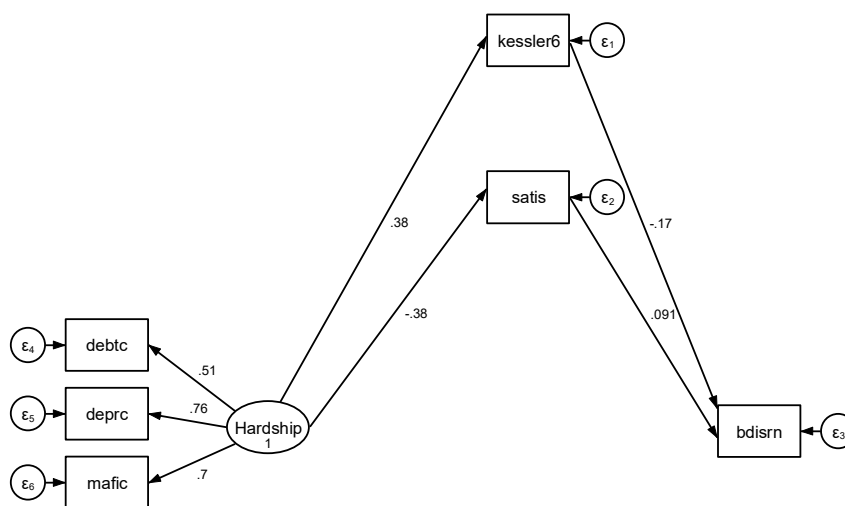 kessler6
ε1
satis
ε2
.38
-.17
-.38
.091
ε4
debtc
.51
ε5
deprc
.76
Hardship
1
bdisrn
ε3
ε6
mafic
.7